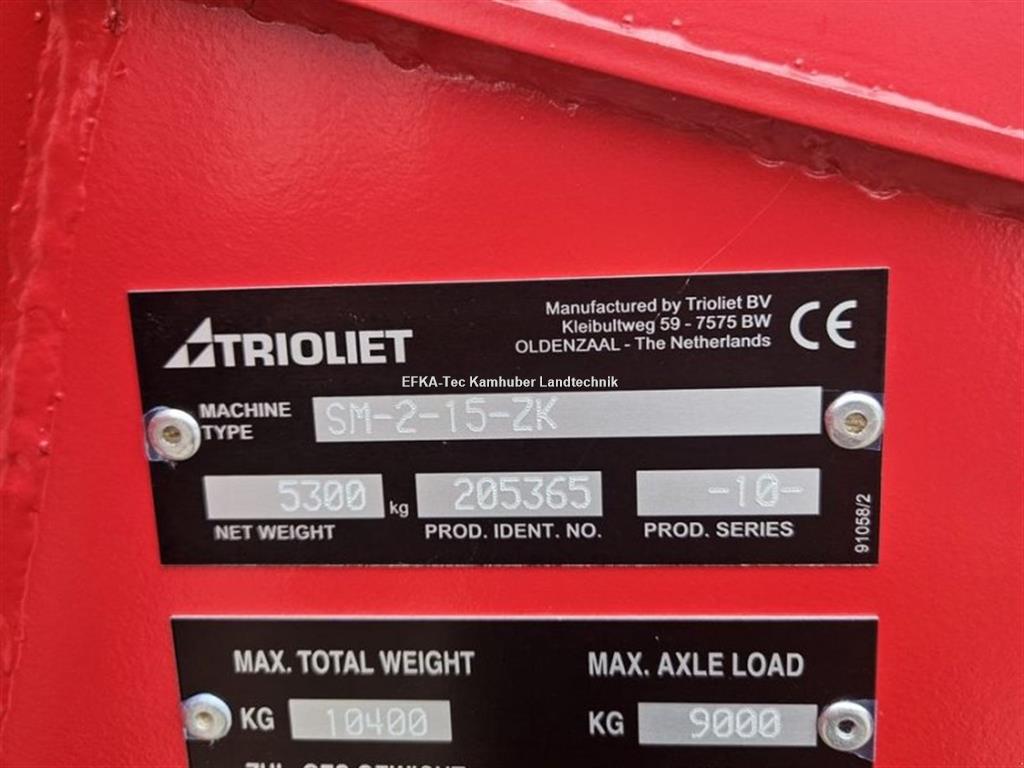 TRIOLIET
Manufactured by Trioliet BV
Kleibultweg 59 - 7575 BW
OLDENZAAL - The Netherlands
CE
EFKA-Tec Kamhuber Landtechnik
MACHINE TYPE
SM-2-15-ZK
5300 kg
NET WEIGHT
205365
PROD. IDENT. NO.
-10-
PROD. SERIES
91058/2
MAX. TOTAL WEIGHT
KG 10400
MAX. AXLE LOAD
KG 9000